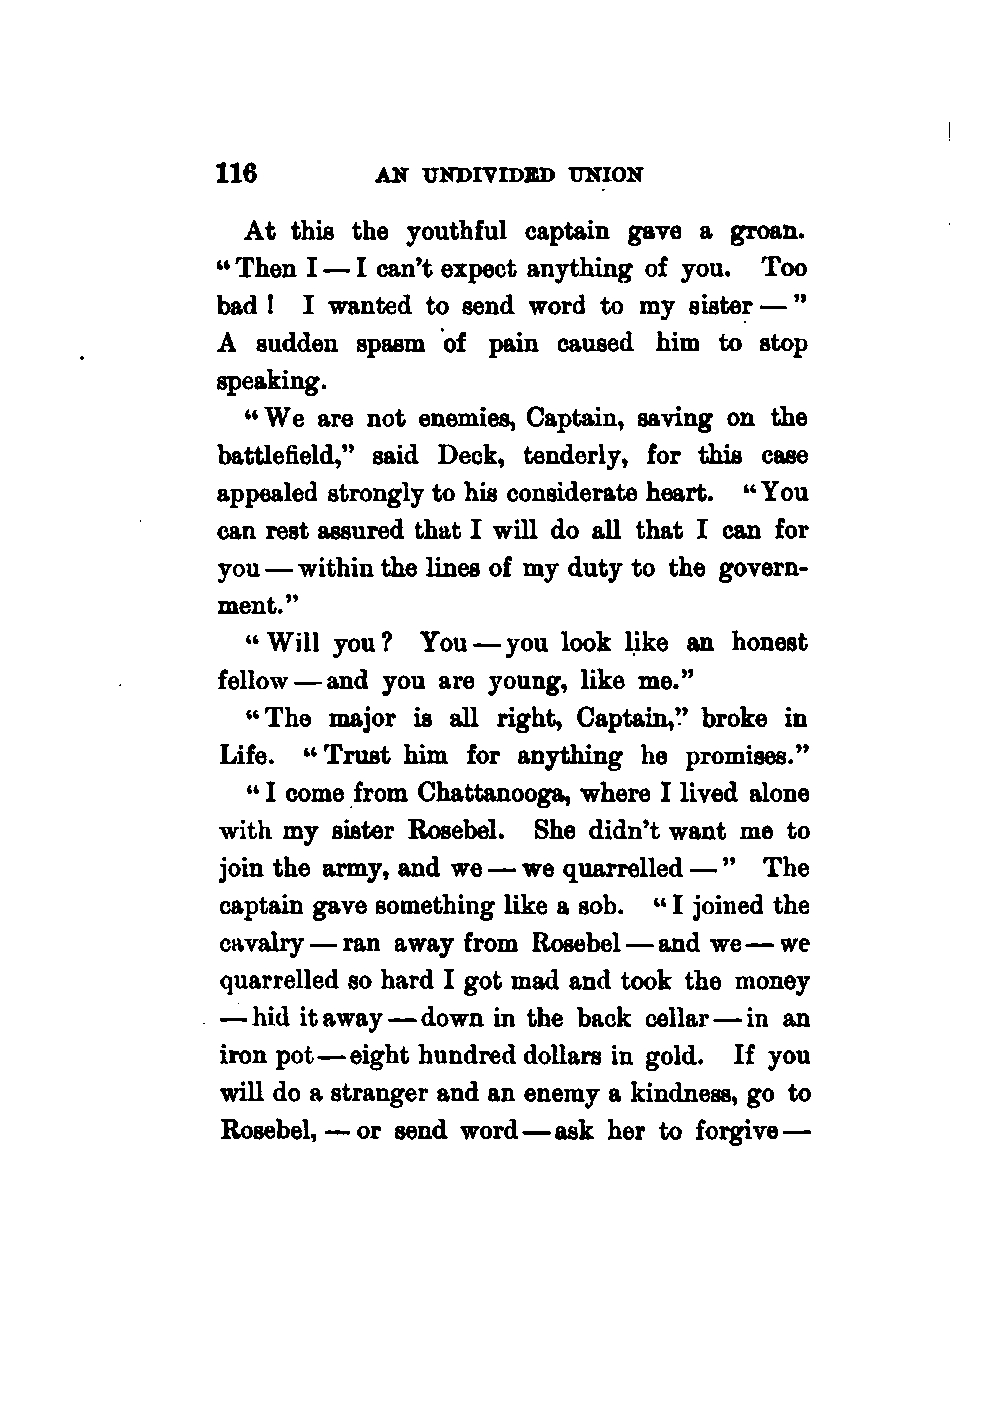 116 AN UNDIVIDED UNION
At this the youthful captain gave a groan.
“Then I — I can’t expect anything of you. Too
bad! I wanted to send word to my sister — ”
A sudden spasm of pain caused him to stop
speaking.
“We are not enemies, Captain, saving on the
battlefield,” said Deck, tenderly, for this case
appealed strongly to his considerate heart. “You
can rest assured that I will do all that I can for
you — within the lines of my duty to the govern-
ment.”
“Will you? You — you look like an honest
fellow — and you are young, like me.”
“The major is all right, Captain,” broke in
Life. “Trust him for anything he promises.”
“I come from Chattanooga, where I lived alone
with my sister Rosebel. She didn’t want me to
join the army, and we — we quarrelled — ” The
captain gave something like a sob. “I joined the
cavalry — ran away from Rosebel — and we — we
quarrelled so hard I got mad and took the money
— hid it away — down in the back cellar — in an
iron pot — eight hundred dollars in gold. If you
will do a stranger and an enemy a kindness, go to
Rosebel, — or send word — ask her to forgive —